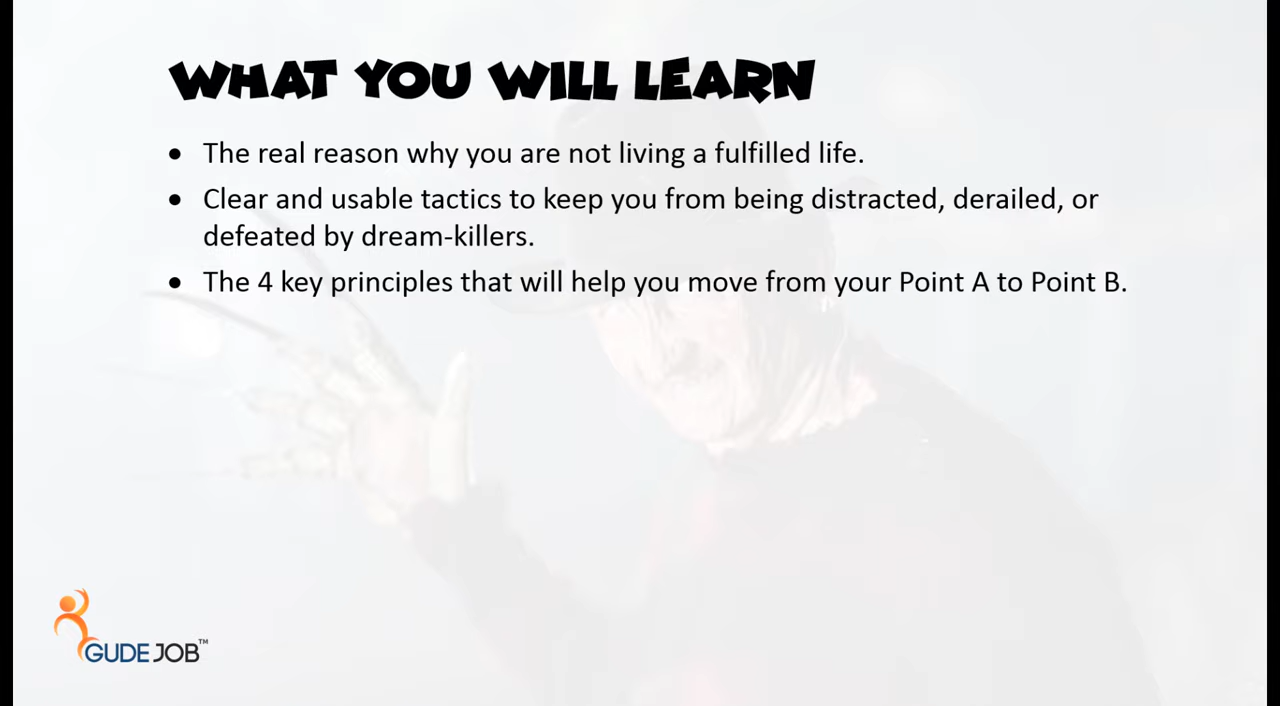 WHAT YOU WILL LEARN
• The real reason why you are not living a fulfilled life.
• Clear and usable tactics to keep you from being distracted, derailed, or
defeated by dream-killers.
• The 4 key principles that will help you move from your Point A to Point B.
GUDE JOB™